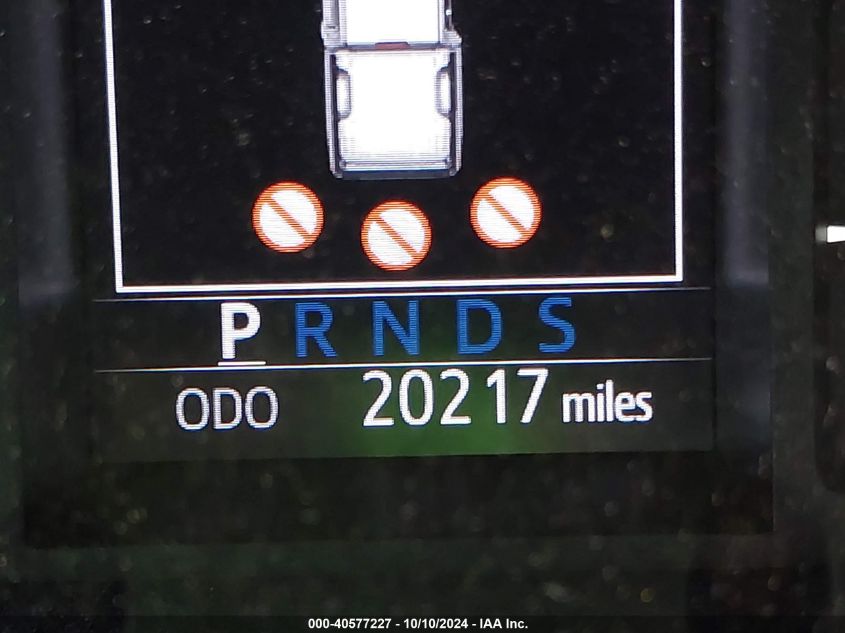 P R N D S
ODO 20217 miles
000-40577227 - 10/10/2024 - IAA Inc.